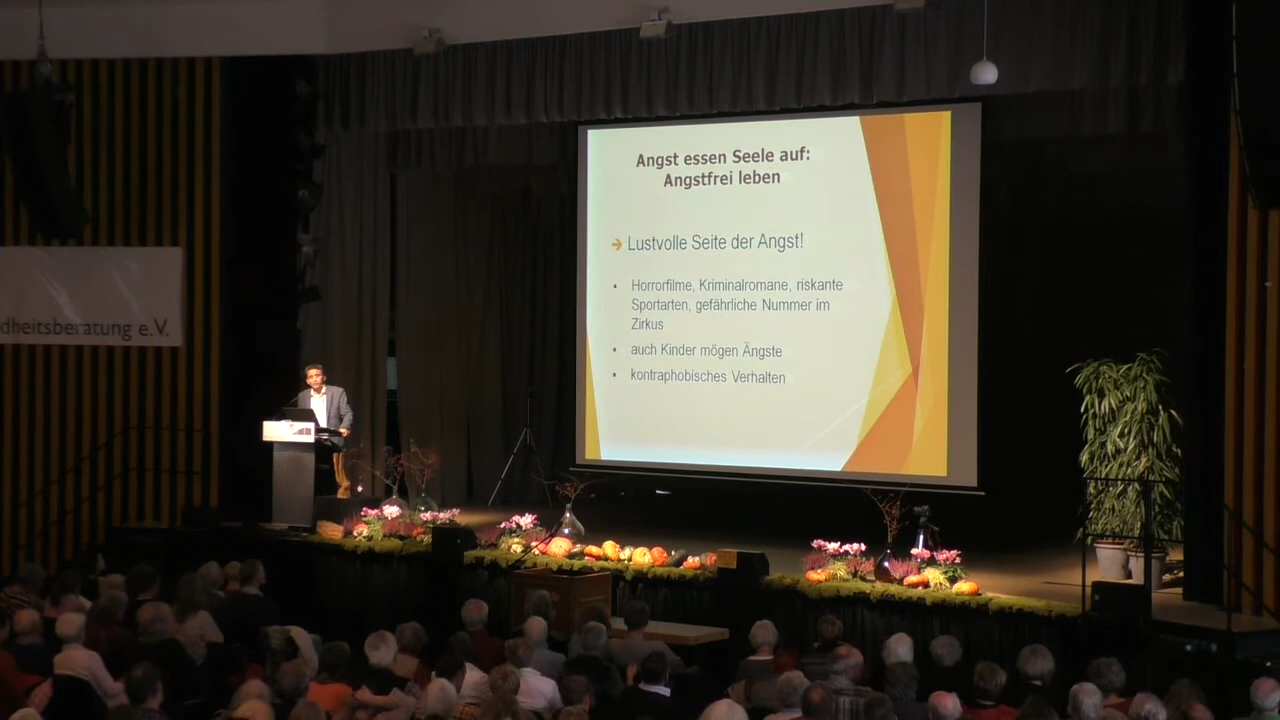 Angst essen Seele auf:
Angstfrei leben
Lustvolle Seite der Angst!
Horrorfilme, Kriminalromane, riskante
Sportarten, gefährliche Nummer im
Zirkus
auch Kinder mögen Ängste
kontraphobisches Verhalten
dheitsberatung e.V.